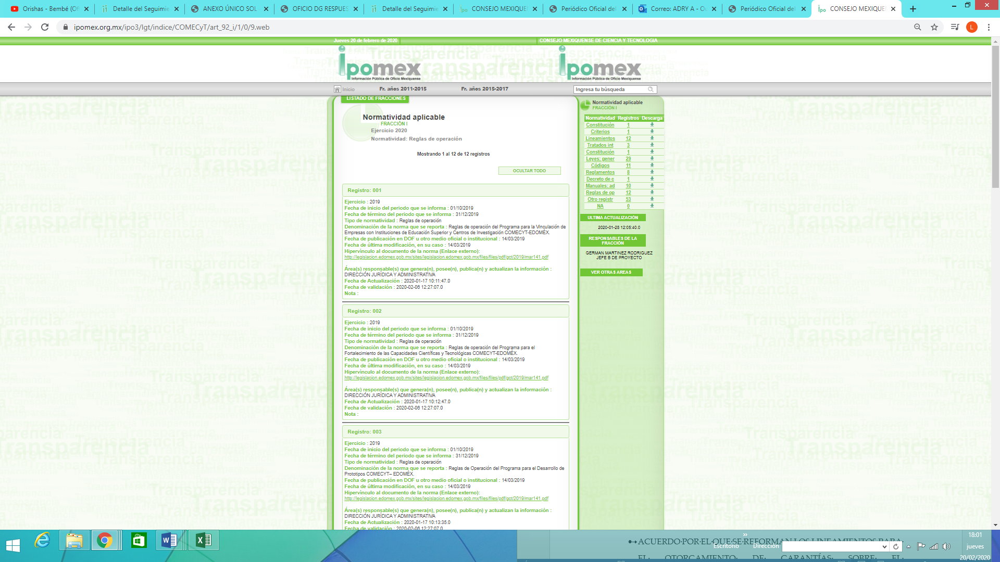 Orishas - Bembé (Of
Detalle del Seguimie
ANEXO ÚNICO SOL
OFICIO DG RESPUES
Detalle del Seguimie
CONSEJO MEXIQUE
Periódico Oficial del
Correo: ADRY A - Ou
Periódico Oficial del
CONSEJO MEXIQUE
ipomex.org.mx/ipo3/lgt/indice/COMECyT/art_92_i/1/0/9.web
L
Jueves 20 de febrero de 2020
CONSEJO MEXIQUENSE DE CIENCIA Y TECNOLOGIA
ipomex
Información Pública de Oficio Mexiquense
ipomex
Información Pública de Oficio Mexiquense
Inicio
Fr. años 2011-2015
Fr. años 2015-2017
Ingresa tu búsqueda
LISTADO DE FRACCIONES
Normatividad aplicable
FRACCIÓN I
Ejercicio 2020
Normatividad: Reglas de operación
Mostrando 1 al 12 de 12 registros
OCULTAR TODO
Registro: 001
Ejercicio : 2019
Fecha de inicio del periodo que se informa : 01/10/2019
Fecha de término del periodo que se informa : 31/12/2019
Tipo de normatividad : Reglas de operación
Denominación de la norma que se reporta : Reglas de operación del Programa para la Vinculación de
Empresas con Instituciones de Educación Superior y Centros de Investigación COMECYT-EDOMÉX.
Fecha de publicación en DOF u otro medio oficial o institucional : 14/03/2019
Fecha de última modificación, en su caso : 14/03/2019
Hipervínculo al documento de la norma (Enlace externo):
http://legislacion.edomex.gob.mx/sites/legislacion.edomex.gob.mx/files/files/pdf/gct/2019/mar141.pdf
Área(s) responsable(s) que genera(n), posee(n), publica(n) y actualizan la información :
DIRECCIÓN JURÍDICA Y ADMINISTRATIVA
Fecha de Actualización : 2020-01-17 10:11:47.0
Fecha de validación : 2020-02-06 12:27:07.0
Nota :
Registro: 002
Ejercicio : 2019
Fecha de inicio del periodo que se informa : 01/10/2019
Fecha de término del periodo que se informa : 31/12/2019
Tipo de normatividad : Reglas de operación
Denominación de la norma que se reporta : Reglas de operación del Programa para el
Fortalecimiento de las Capacidades Científicas y Tecnológicas COMECYT-EDOMÉX.
Fecha de publicación en DOF u otro medio oficial o institucional : 14/03/2019
Fecha de última modificación, en su caso : 14/03/2019
Hipervínculo al documento de la norma (Enlace externo):
http://legislacion.edomex.gob.mx/sites/legislacion.edomex.gob.mx/files/files/pdf/gct/2019/mar141.pdf
Área(s) responsable(s) que genera(n), posee(n), publica(n) y actualizan la información :
DIRECCIÓN JURÍDICA Y ADMINISTRATIVA
Fecha de Actualización : 2020-01-17 10:12:47.0
Fecha de validación : 2020-02-06 12:27:07.0
Nota :
Registro: 003
Ejercicio : 2019
Fecha de inicio del periodo que se informa : 01/10/2019
Fecha de término del periodo que se informa : 31/12/2019
Tipo de normatividad : Reglas de operación
Denominación de la norma que se reporta : Reglas de Operación del Programa para el Desarrollo de
Prototipos COMECYT– EDOMÉX.
Fecha de publicación en DOF u otro medio oficial o institucional : 14/03/2019
Fecha de última modificación, en su caso : 14/03/2019
Hipervínculo al documento de la norma (Enlace externo):
http://legislacion.edomex.gob.mx/sites/legislacion.edomex.gob.mx/files/files/pdf/gct/2019/mar141.pdf
Área(s) responsable(s) que genera(n), posee(n), publica(n) y actualizan la información :
DIRECCIÓN JURÍDICA Y ADMINISTRATIVA
Fecha de Actualización : 2020-01-17 10:13:35.0
Fecha de validación : 2020-02-06 12:27:07.0
Normatividad aplicable
FRACCIÓN I
Normatividad Registros Descarga
Constitución 1
Criterios 1
Lineamientos 12
Tratados int 3
Constitución 1
Leyes: gener 29
Códigos 11
Reglamentos 8
Decreto de c 1
Manuales: ad 10
Reglas de op 12
Otro registr 53
NA 0
ULTIMA ACTUALIZACIÓN
2020-01-28 12:05:40.0
RESPONSABLES DE LA
FRACCIÓN
GERMAN MARTINEZ RODRIGUEZ
JEFE B DE PROYECTO
VER OTRAS AREAS
ACUERDO·POR·EL·QUE·SE·REFORMAN·LOS·LINEAMIENTOS·PARA·
EL· OTORGAMIENTO· DE· GARANTÍAS· SOBRE· EL·
Escritorio
Dirección
18:01
jueves
20/02/2020